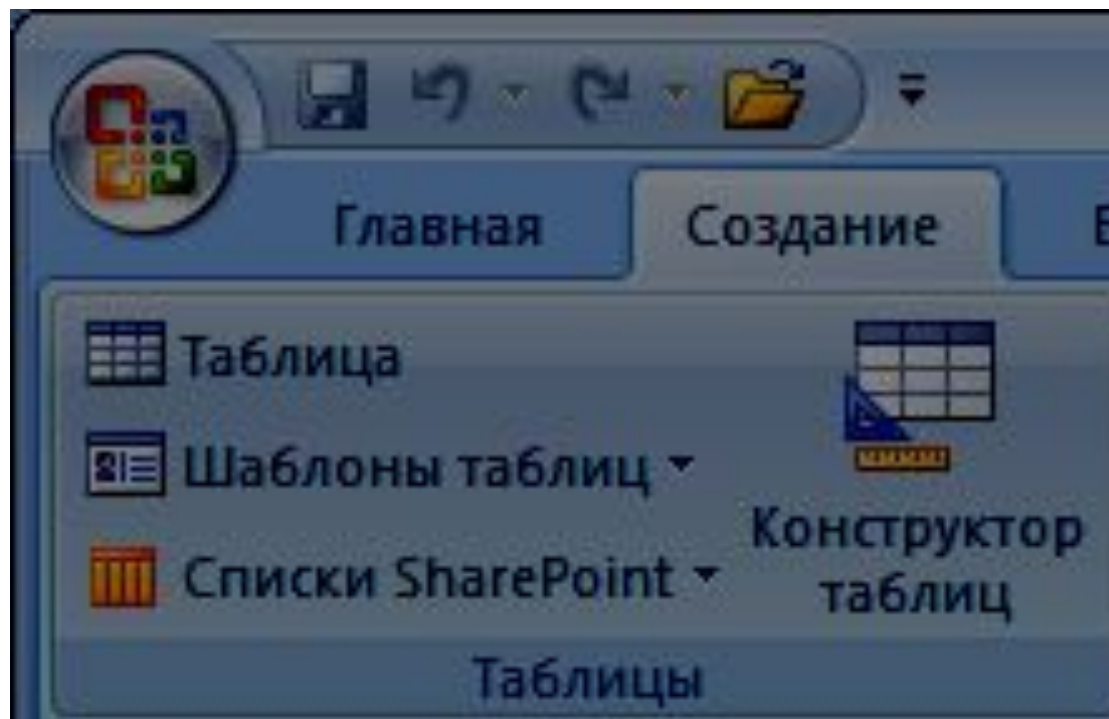 Главная Создание
Таблица
Шаблоны таблиц
Списки SharePoint
Конструктор
таблиц
Таблицы